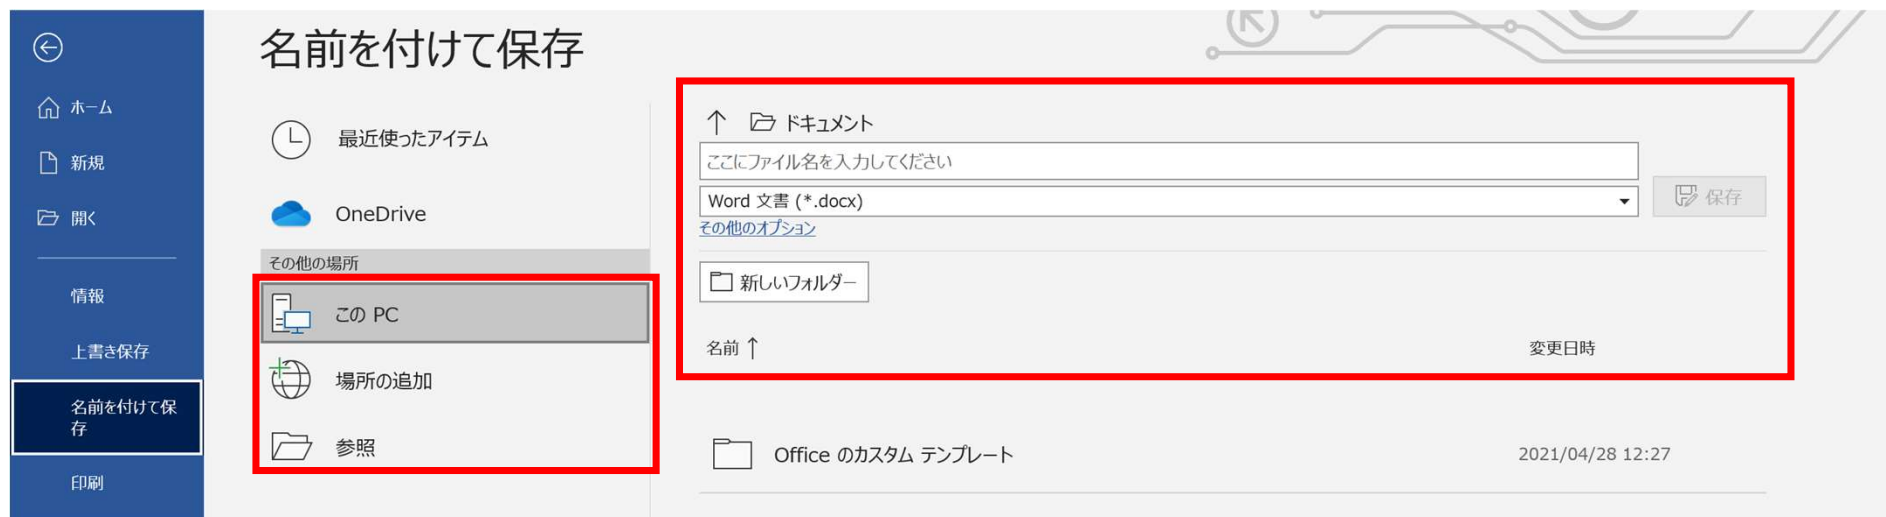 名前を付けて保存
ホーム
新規
開く
情報
上書き保存
名前を付けて保
存
印刷
最近使ったアイテム
OneDrive
その他の場所
この PC
場所の追加
参照
ドキュメント
ここにファイル名を入力してください
Word 文書 (*.docx)
保存
その他のオプション
新しいフォルダー
名前↑ 変更日時
Office のカスタム テンプレート 2021/04/28 12:27